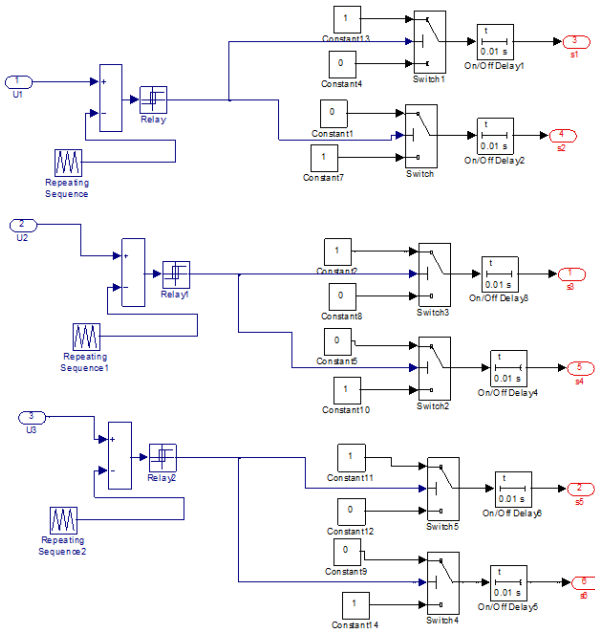 1
Constant13
0
Constant4
Switch1
t
0.01 s
On/Off Delay1
3
s1
1
U1
+
−
Relay
Repeating
Sequence
0
Constant1
1
Constant7
Switch
t
0.01 s
On/Off Delay2
4
s2
2
U2
+
−
Relay1
Repeating
Sequence1
1
Constant2
0
Constant8
Switch3
t
0.01 s
On/Off Delay3
1
s3
0
Constant5
1
Constant10
Switch2
t
0.01 s
On/Off Delay4
5
s4
3
U3
+
−
Relay2
Repeating
Sequence2
1
Constant11
0
Constant12
Switch5
t
0.01 s
On/Off Delay6
2
s5
0
Constant9
1
Constant14
Switch4
t
0.01 s
On/Off Delay5
6
s6